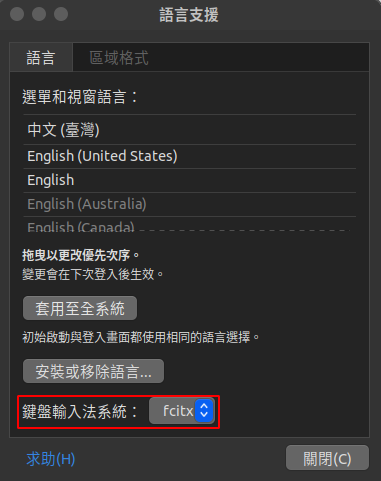 語言支援
語言
區域格式
選單和視窗語言：
中文 (臺灣)
English (United States)
English
English (Australia)
English (Canada)
拖曳以更改優先次序。
變更會在下次登入後生效。
套用至全系統
初始啟動與登入畫面都使用相同的語言選擇。
安裝或移除語言...
鍵盤輸入法系統： fcitx
求助(H)
關閉(C)